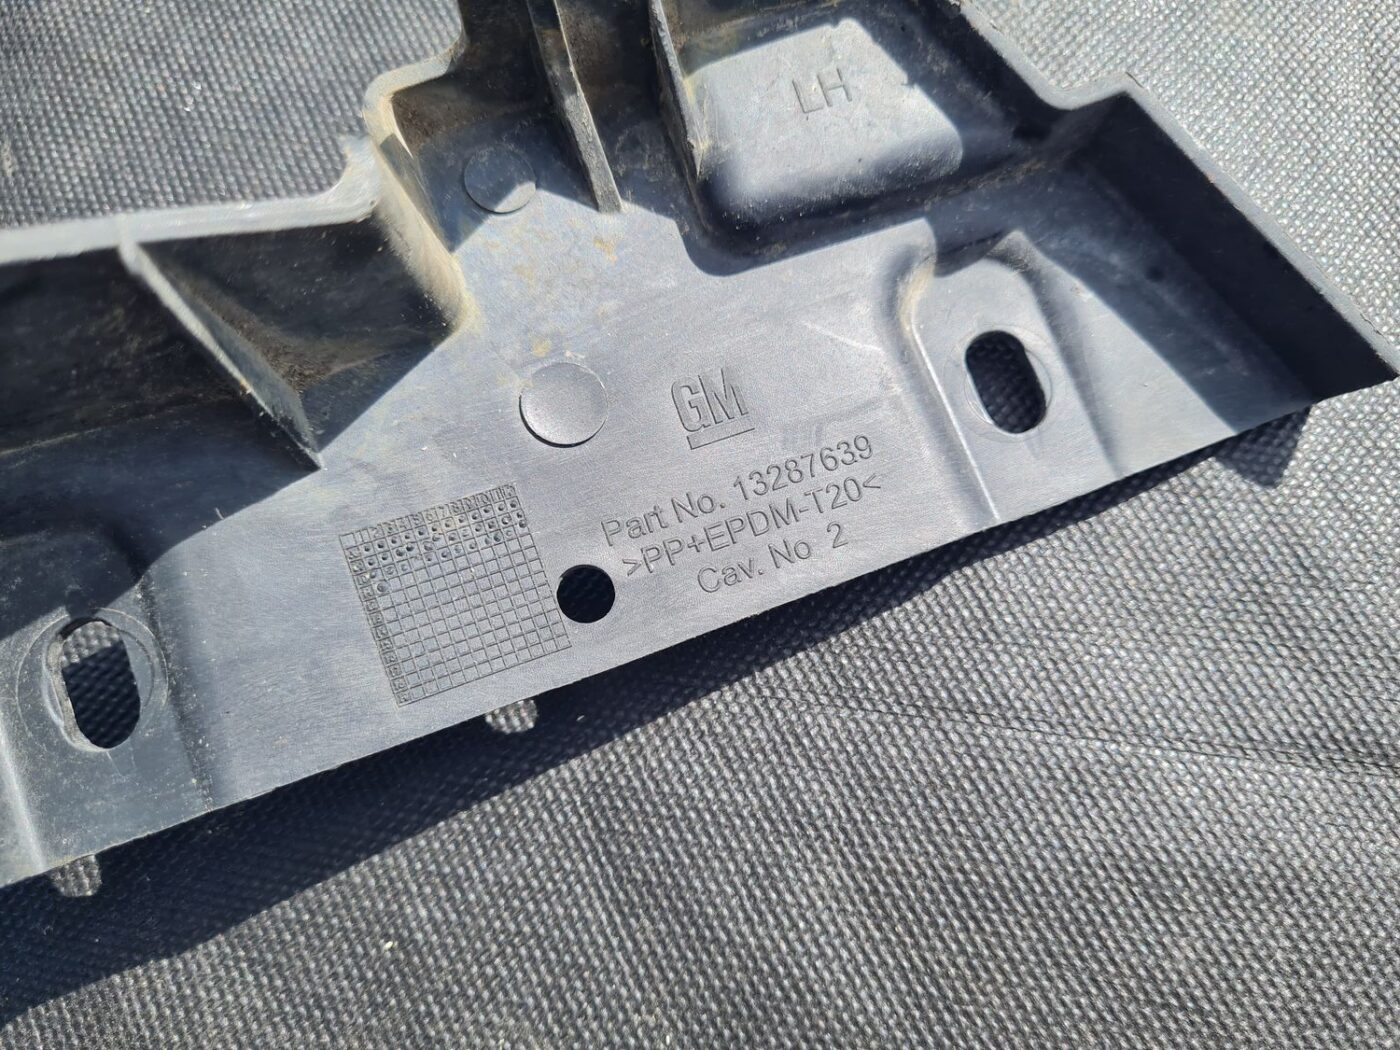 LH
GM
Part No. 13287639
>PP+EPDM-T20<
Cav. No 2